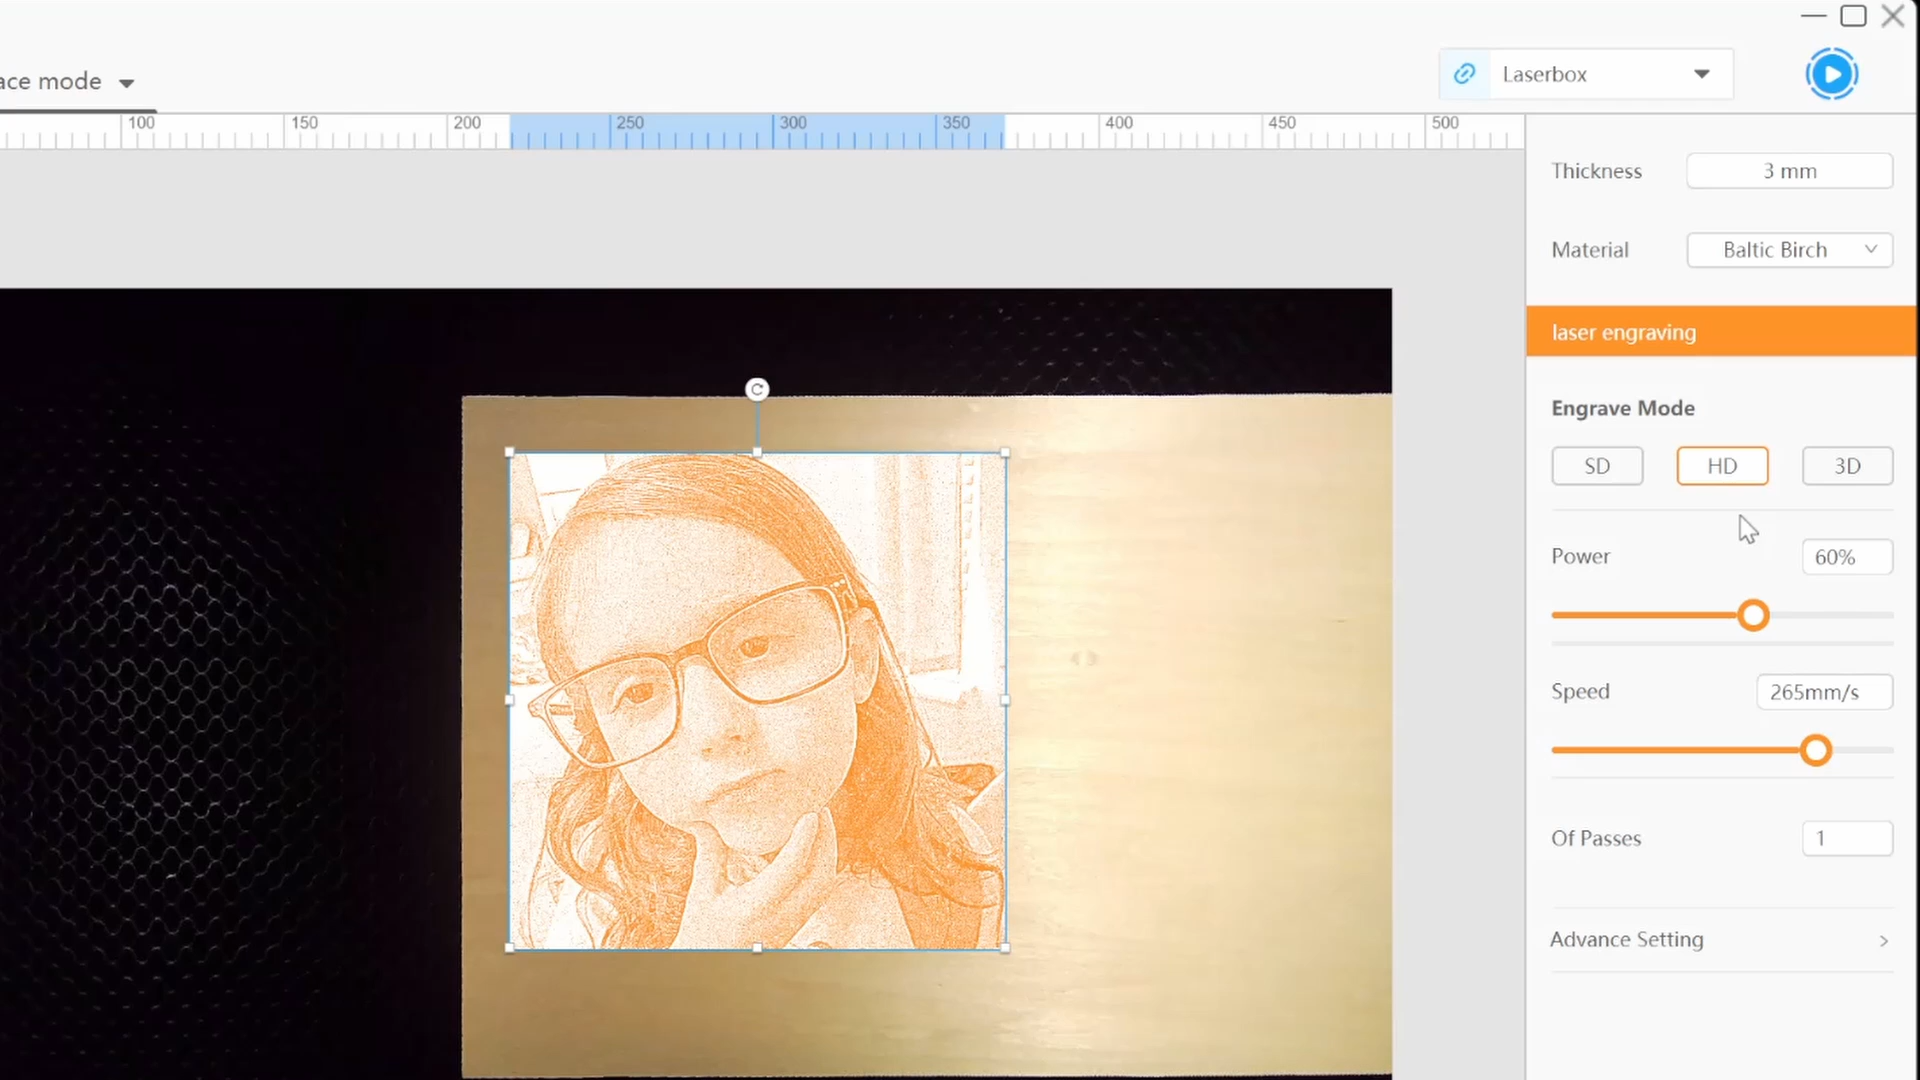 ace mode
Laserbox
100 150 200 250 300 350 400 450 500
Thickness 3 mm
Material Baltic Birch
laser engraving
Engrave Mode
SD HD 3D
Power 60%
Speed 265mm/s
Of Passes 1
Advance Setting